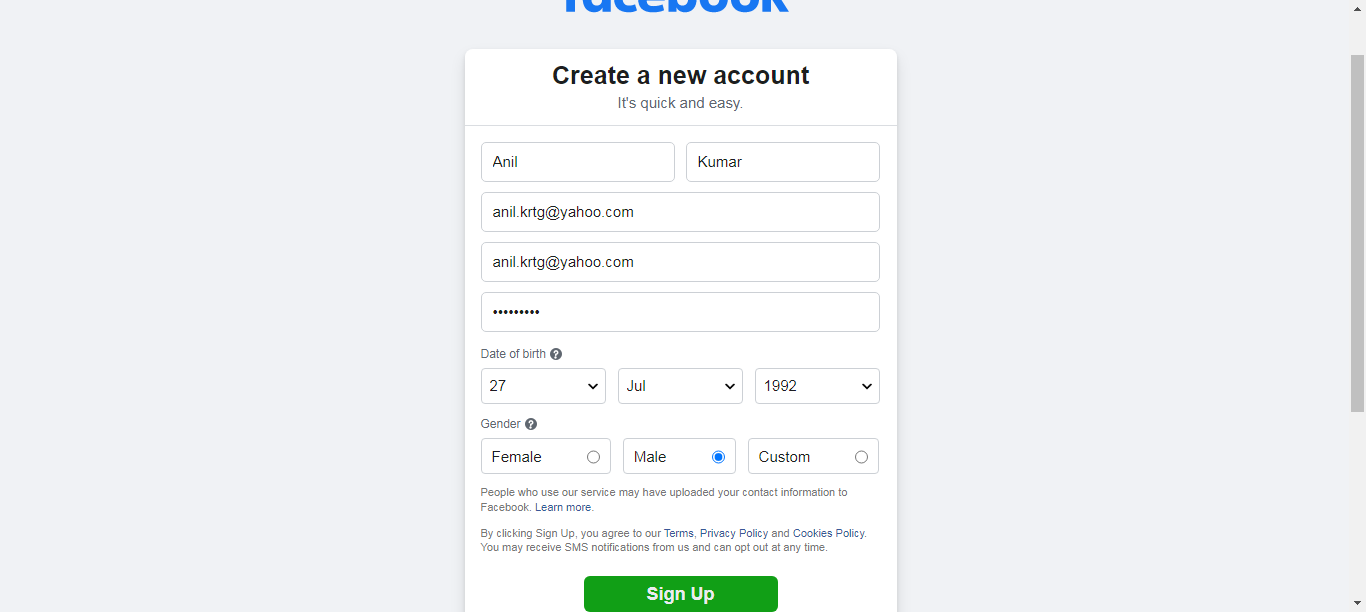 facebook
Create a new account
It's quick and easy.
Anil Kumar
anil.krtg@yahoo.com
anil.krtg@yahoo.com
•••••••••
Date of birth ?
27 Jul 1992
Gender ?
Female Male Custom
People who use our service may have uploaded your contact information to
Facebook. Learn more.
By clicking Sign Up, you agree to our Terms, Privacy Policy and Cookies Policy.
You may receive SMS notifications from us and can opt out at any time.
Sign Up